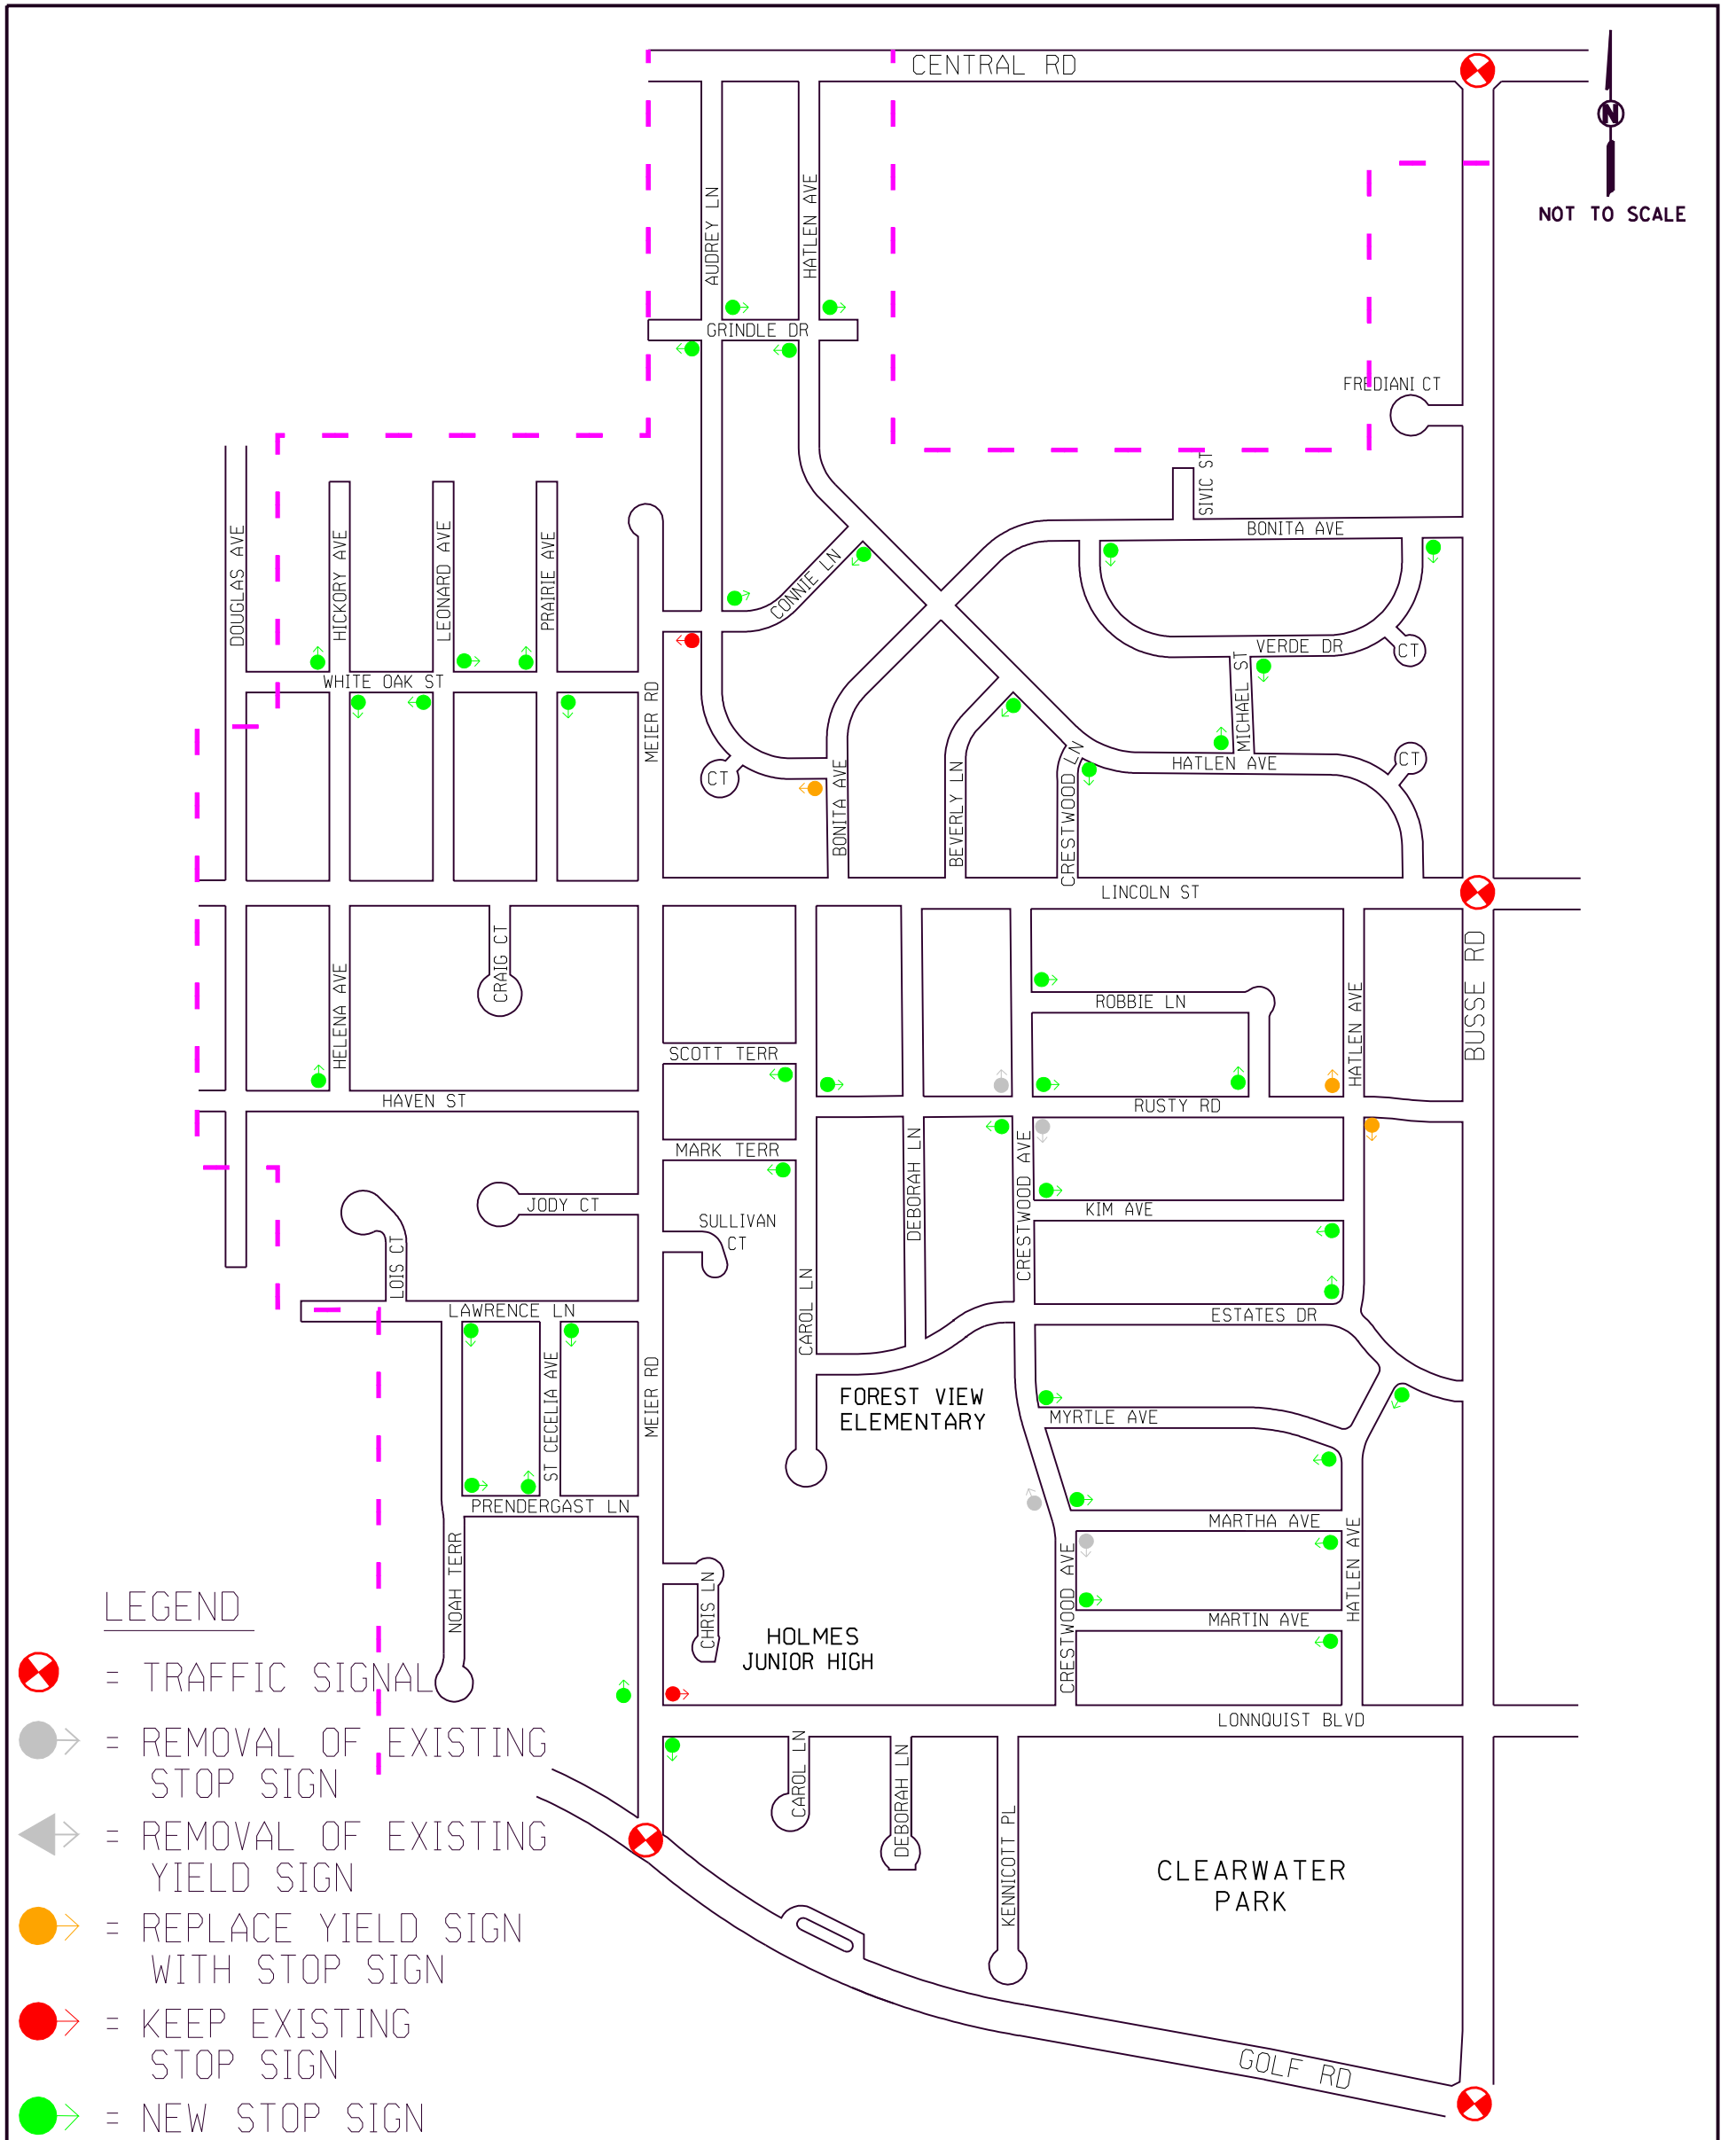 CENTRAL RD
N
NOT TO SCALE
AUDREY LN
HATLEN AVE
GRINDLE DR
FREDIANI CT
SIVIC ST
BONITA AVE
DOUGLAS AVE
HICKORY AVE
LEONARD AVE
PRAIRIE AVE
CONNIE LN
VERDE DR
CT
MICHAEL ST
WHITE OAK ST
MEIER RD
HATLEN AVE
CT
CT
BONITA AVE
BEVERLY LN
CRESTWOOD LN
LINCOLN ST
BUSSE RD
CRAIG CT
HELENA AVE
ROBBIE LN
HATLEN AVE
SCOTT TERR
HAVEN ST
RUSTY RD
MARK TERR
DEBORAH LN
CRESTWOOD AVE
JODY CT
KIM AVE
SULLIVAN
CT
LOIS CT
CAROL LN
LAWRENCE LN
ESTATES DR
ST CECELIA AVE
MEIER RD
FOREST VIEW
ELEMENTARY
MYRTLE AVE
PRENDERGAST LN
MARTHA AVE
NOAH TERR
CRESTWOOD AVE
HATLEN AVE
CHRIS LN
MARTIN AVE
HOLMES
JUNIOR HIGH
LONNQUIST BLVD
CAROL LN
DEBORAH LN
KENNICOTT PL
CLEARWATER
PARK
GOLF RD
LEGEND
= TRAFFIC SIGNAL
= REMOVAL OF EXISTING
STOP SIGN
= REMOVAL OF EXISTING
YIELD SIGN
= REPLACE YIELD SIGN
WITH STOP SIGN
= KEEP EXISTING
STOP SIGN
= NEW STOP SIGN